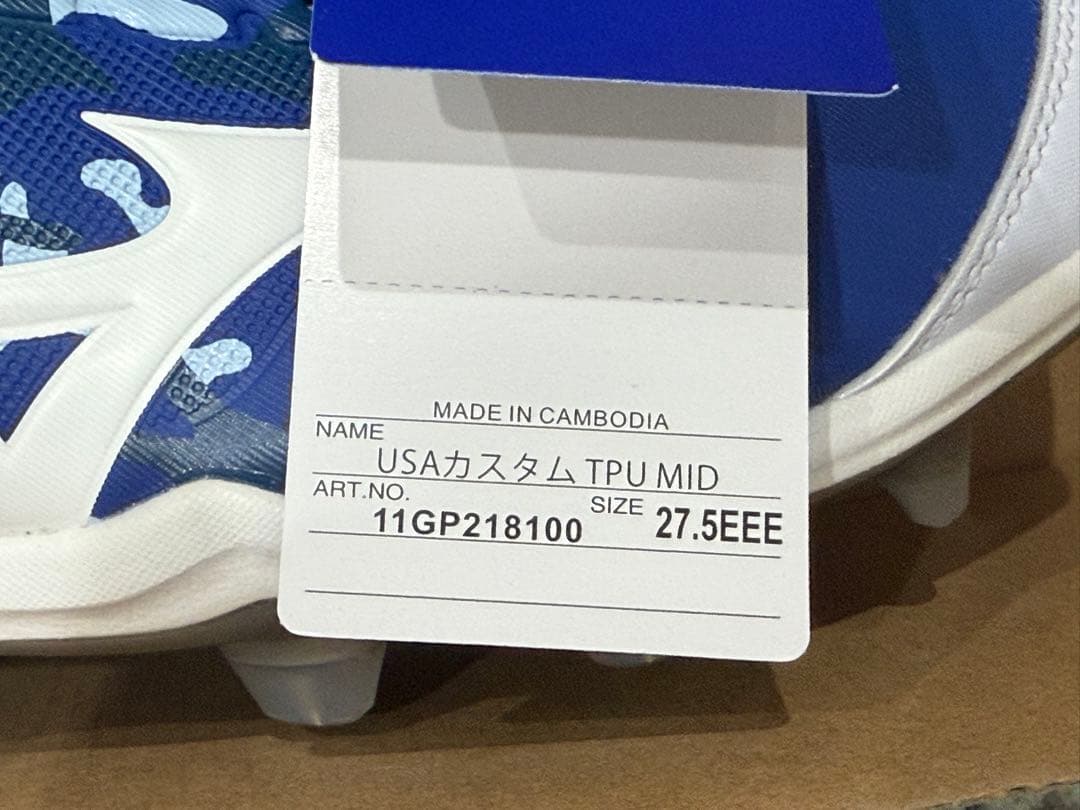 MADE IN CAMBODIA
NAME
USAカスタム TPU MID
ART.NO.
11GP218100
SIZE 27.5EEE